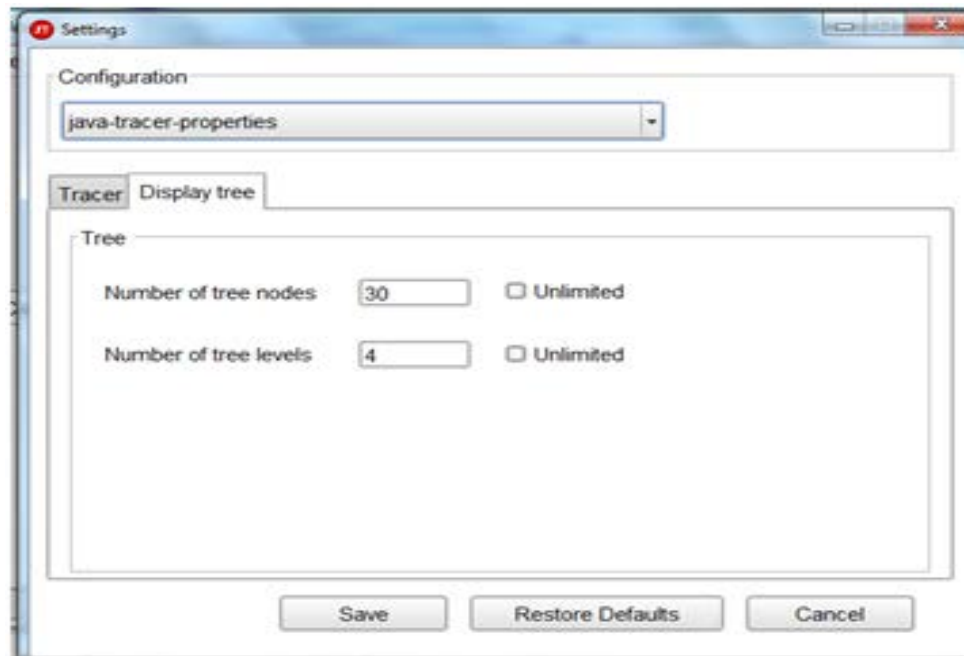 JT Settings
Configuration
java-tracer-properties
Tracer Display tree
Tree
Number of tree nodes 30 Unlimited
Number of tree levels 4 Unlimited
Save Restore Defaults Cancel